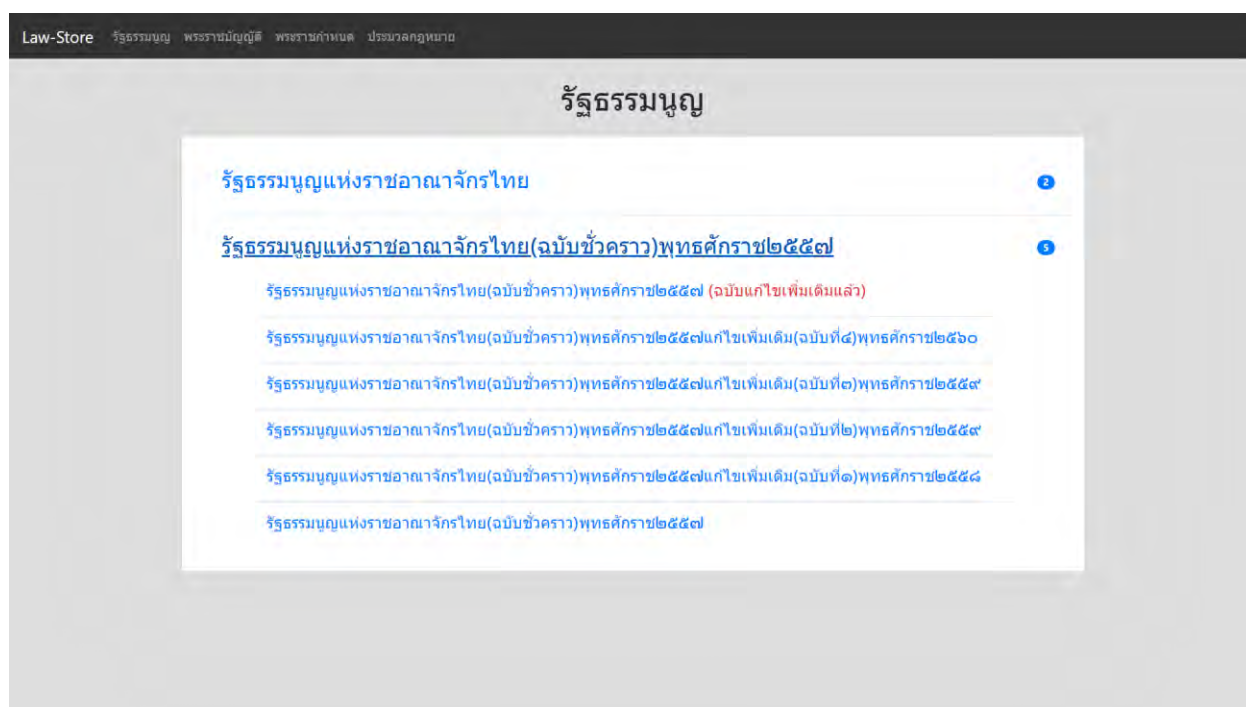 Law-Store รัฐธรรมนูญ พระราชบัญญัติ พระราชกำหนด ประมวลกฎหมาย
รัฐธรรมนูญ
รัฐธรรมนูญแห่งราชอาณาจักรไทย 2
รัฐธรรมนูญแห่งราชอาณาจักรไทย(ฉบับชั่วคราว)พุทธศักราช๒๕๕๗ 5
รัฐธรรมนูญแห่งราชอาณาจักรไทย(ฉบับชั่วคราว)พุทธศักราช๒๕๕๗ (ฉบับแก้ไขเพิ่มเติมแล้ว)
รัฐธรรมนูญแห่งราชอาณาจักรไทย(ฉบับชั่วคราว)พุทธศักราช๒๕๕๗แก้ไขเพิ่มเติม(ฉบับที่๔)พุทธศักราช๒๕๖๐
รัฐธรรมนูญแห่งราชอาณาจักรไทย(ฉบับชั่วคราว)พุทธศักราช๒๕๕๗แก้ไขเพิ่มเติม(ฉบับที่๓)พุทธศักราช๒๕๕๙
รัฐธรรมนูญแห่งราชอาณาจักรไทย(ฉบับชั่วคราว)พุทธศักราช๒๕๕๗แก้ไขเพิ่มเติม(ฉบับที่๒)พุทธศักราช๒๕๕๙
รัฐธรรมนูญแห่งราชอาณาจักรไทย(ฉบับชั่วคราว)พุทธศักราช๒๕๕๗แก้ไขเพิ่มเติม(ฉบับที่๑)พุทธศักราช๒๕๕๘
รัฐธรรมนูญแห่งราชอาณาจักรไทย(ฉบับชั่วคราว)พุทธศักราช๒๕๕๗